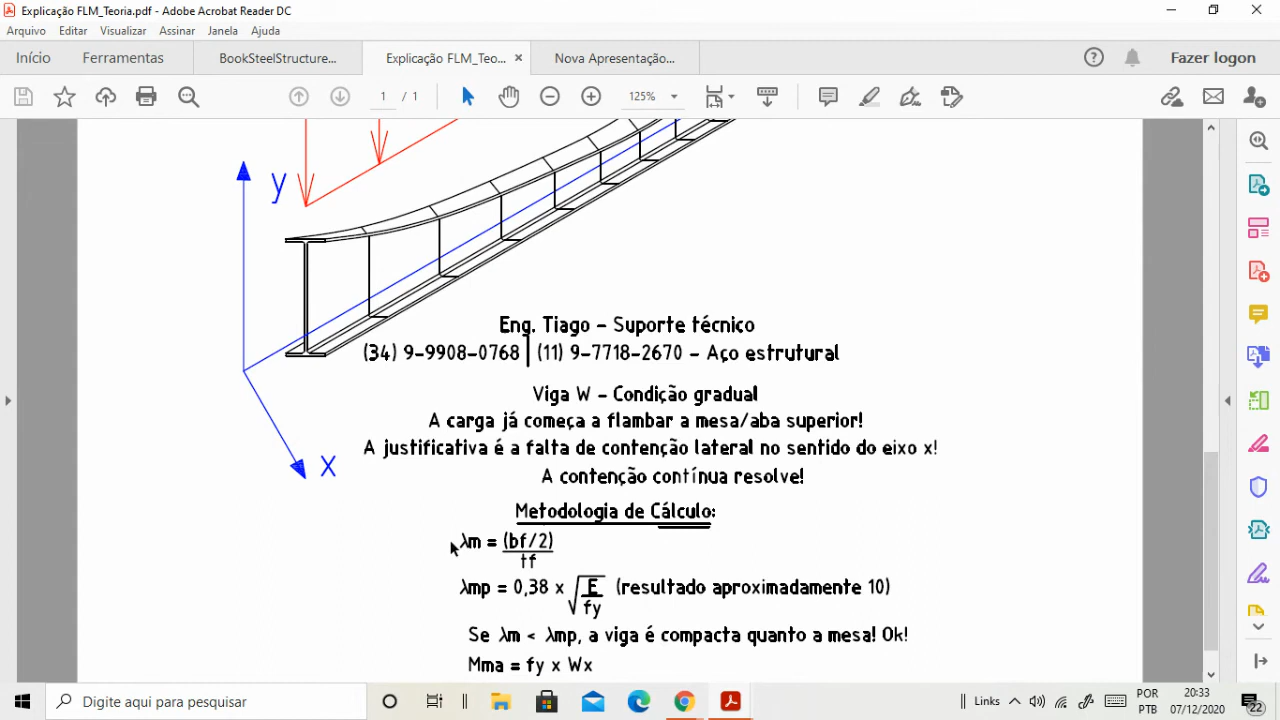 Explicação FLM_Teoria.pdf - Adobe Acrobat Reader DC
Arquivo Editar Visualizar Assinar Janela Ajuda
Início Ferramentas BookSteelStructure... Explicação FLM_Teo... × Nova Apresentação... Fazer logon
1 / 1 125%
y
x
Eng. Tiago - Suporte técnico
(34) 9-9908-0768 | (11) 9-7718-2670 - Aço estrutural
Viga W - Condição gradual
A carga já começa a flambar a mesa/aba superior!
A justificativa é a falta de contenção lateral no sentido do eixo x!
A contenção contínua resolve!
Metodologia de Cálculo:
λm = (bf/2)
tf
λmp = 0,38 x √ E (resultado aproximadamente 10)
fy
Se λm < λmp, a viga é compacta quanto a mesa! Ok!
Mma = fy x Wx
Digite aqui para pesquisar
Links POR 20:33
PTB 07/12/2020 22